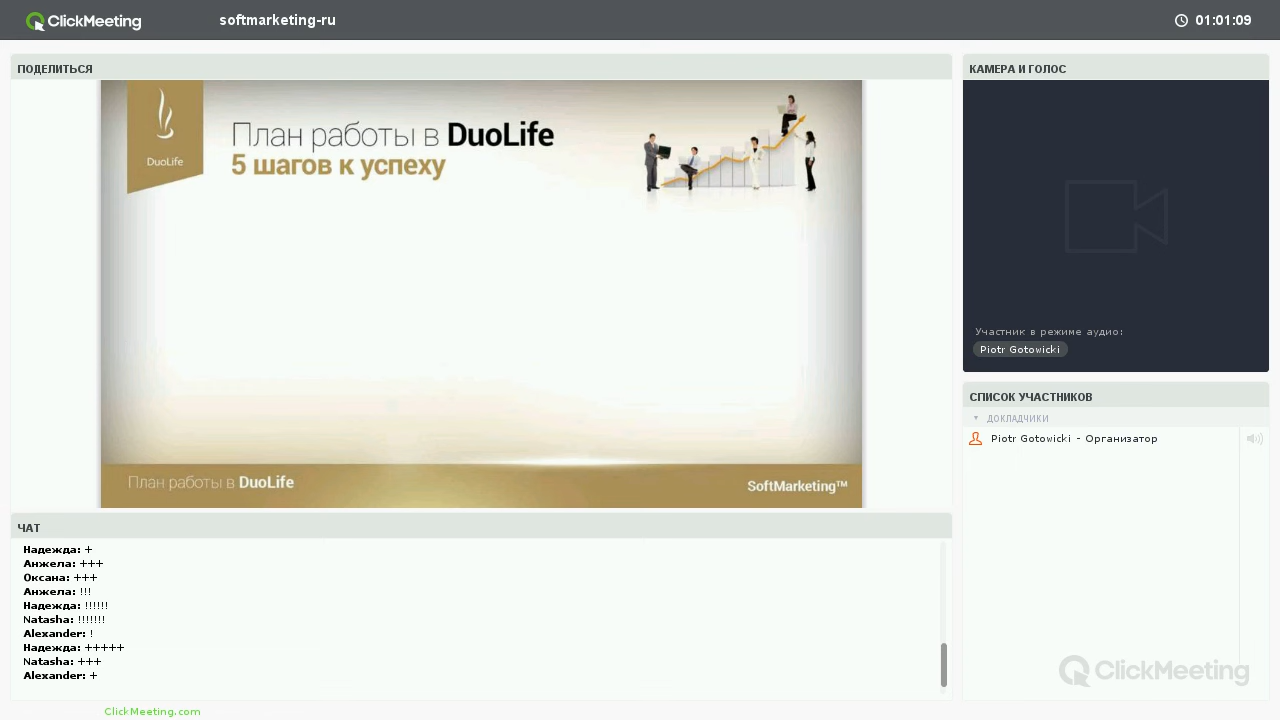 ClickMeeting
softmarketing-ru
01:01:09
ПОДЕЛИТЬСЯ
DuoLife
План работы в DuoLife
5 шагов к успеху
План работы в DuoLife
SoftMarketing™
ЧАТ
Надежда: +
Анжела: +++
Оксана: +++
Анжела: !!!
Надежда: !!!!!!
Natasha: !!!!!!!
Alexander: !
Надежда: +++++
Natasha: +++
Alexander: +
КАМЕРА И ГОЛОС
Участник в режиме аудио:
Piotr Gotowicki
СПИСОК УЧАСТНИКОВ
ДОКЛАДЧИКИ
Piotr Gotowicki - Организатор
ClickMeeting
ClickMeeting.com